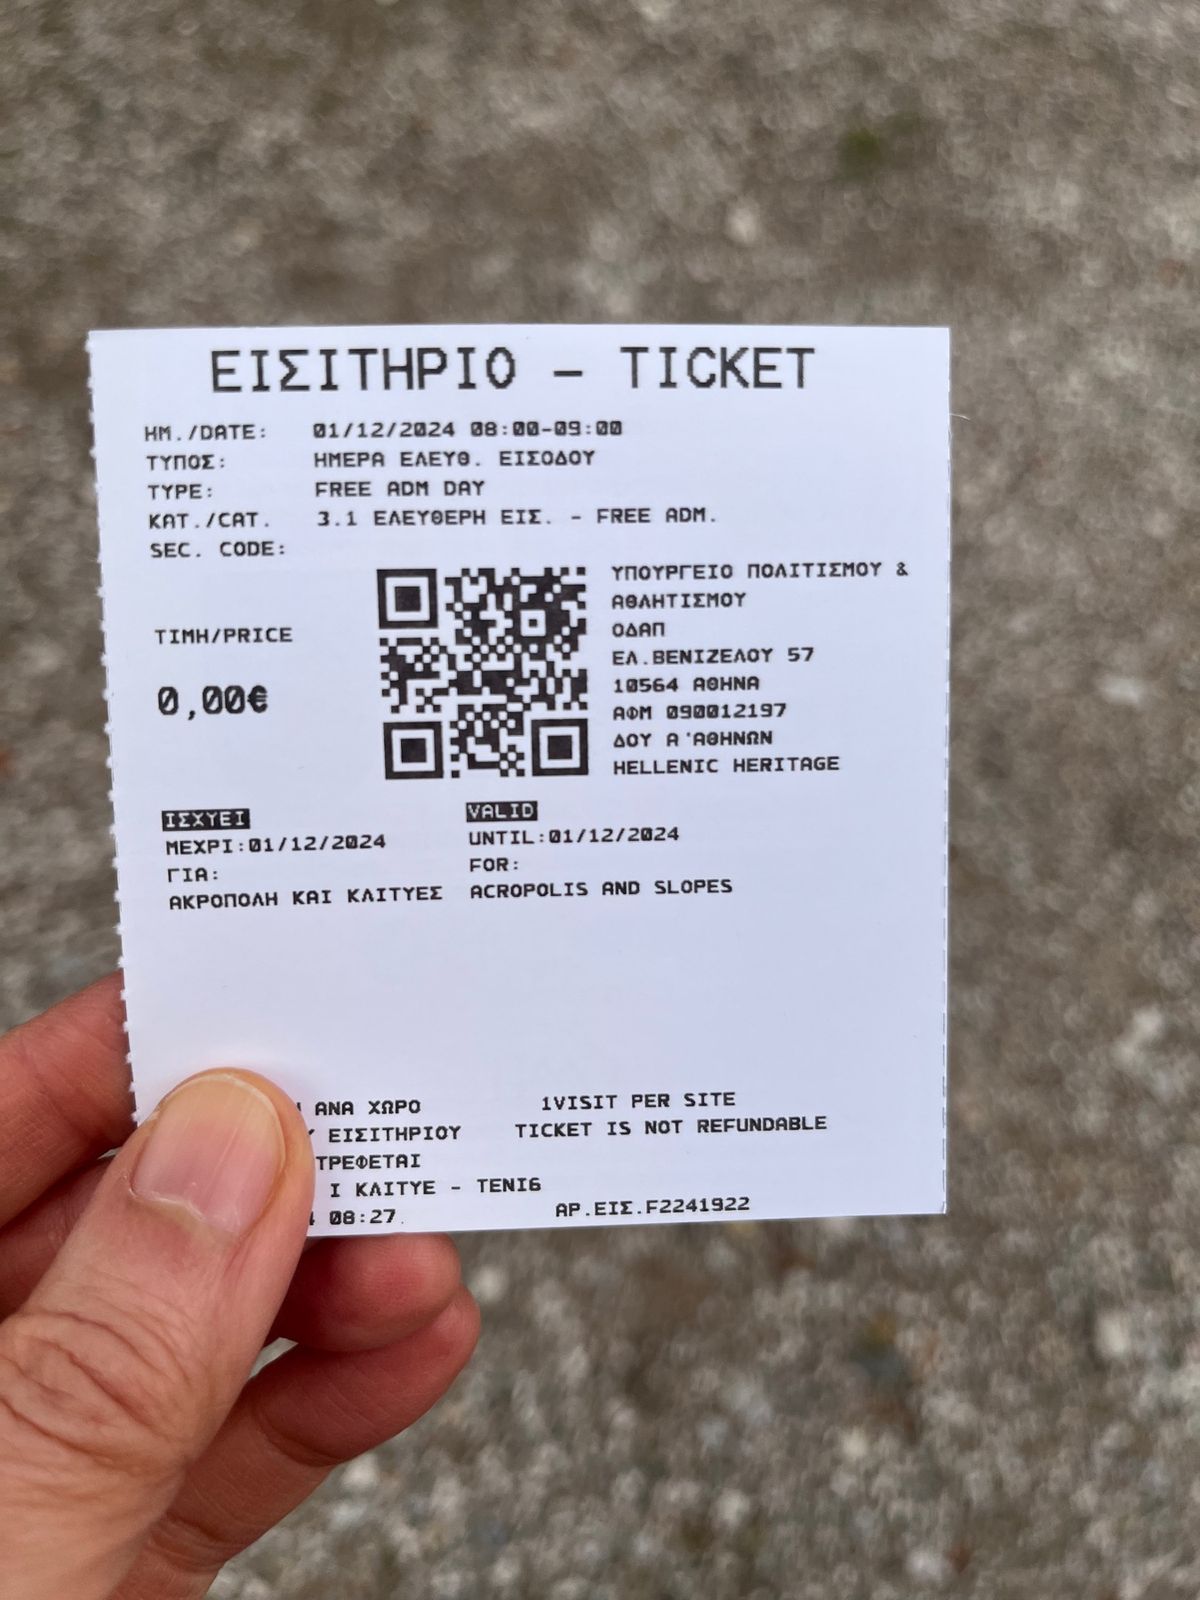 ΕΙΣΙΤΗΡΙΟ - TICKET
ΗΜ./DATE: 01/12/2024 08:00-09:00
ΤΥΠΟΣ: ΗΜΕΡΑ ΕΛΕΥΘ. ΕΙΣΟΔΟΥ
TYPE: FREE ADM DAY
ΚΑΤ./CAT. 3.1 ΕΛΕΥΘΕΡΗ ΕΙΣ. - FREE ADM.
SEC. CODE:
ΤΙΜΗ/PRICE
0,00€
ΥΠΟΥΡΓΕΙΟ ΠΟΛΙΤΙΣΜΟΥ &
ΑΘΛΗΤΙΣΜΟΥ
ΟΔΑΠ
ΕΛ.ΒΕΝΙΖΕΛΟΥ 57
10564 ΑΘΗΝΑ
ΑΦΜ 090012197
ΔΟΥ Α'ΑΘΗΝΩΝ
HELLENIC HERITAGE
ΙΣΧΥΕΙ
ΜΕΧΡΙ:01/12/2024
ΓΙΑ:
ΑΚΡΟΠΟΛΗ ΚΑΙ ΚΛΙΤΥΕΣ
VALID
UNTIL:01/12/2024
FOR:
ACROPOLIS AND SLOPES
ΑΝΑ ΧΩΡΟ
ΕΙΣΙΤΗΡΙΟΥ
ΤΡΕΦΕΤΑΙ
1VISIT PER SITE
TICKET IS NOT REFUNDABLE
Ι ΚΛΙΤΥΕ - ΤΕΝΙ6
08:27 ΑΡ.ΕΙΣ.F2241922